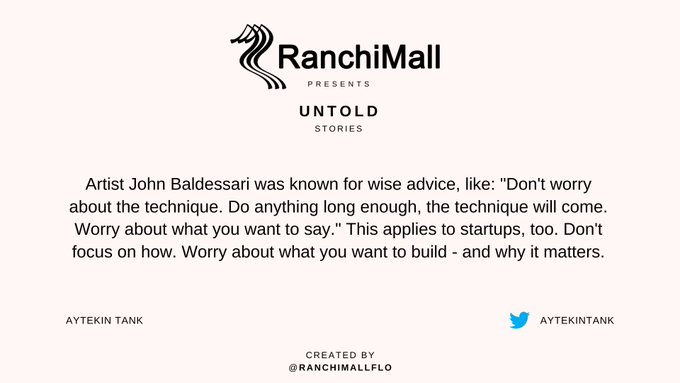 RanchiMall
PRESENTS
UNTOLD
STORIES
Artist John Baldessari was known for wise advice, like: "Don't worry
about the technique. Do anything long enough, the technique will come.
Worry about what you want to say." This applies to startups, too. Don't
focus on how. Worry about what you want to build - and why it matters.
AYTEKIN TANK
AYTEKINTANK
CREATED BY
@RANCHIMALLFLO